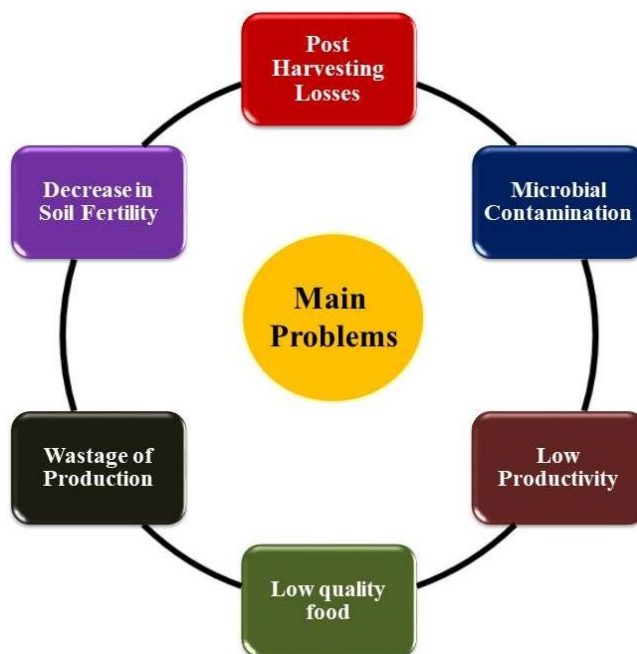 Post
Harvesting
Losses
Microbial
Contamination
Low
Productivity
Low quality
food
Wastage of
Production
Decrease in
Soil Fertility
Main
Problems